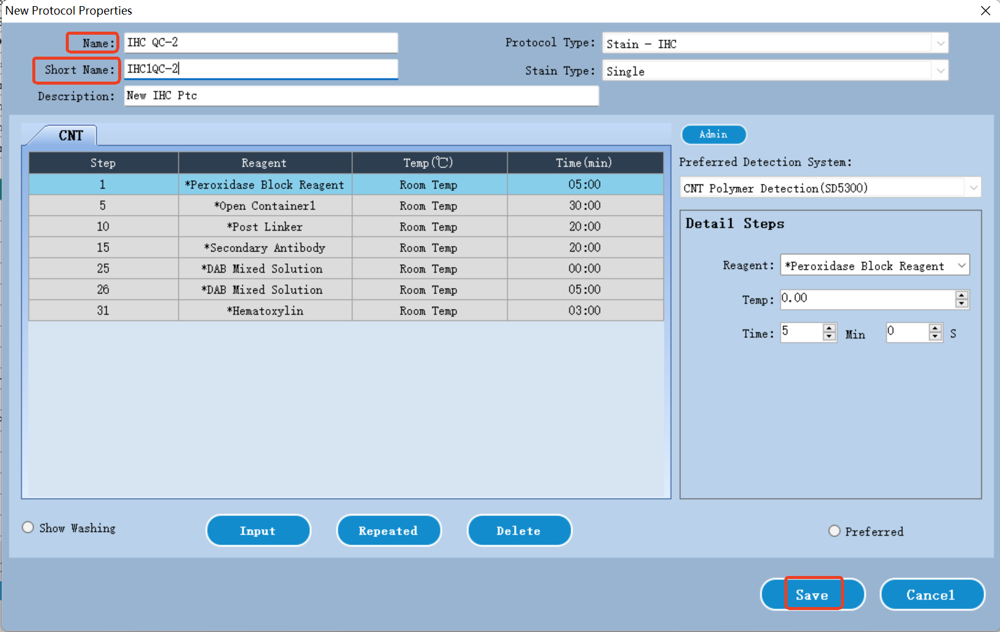 New Protocol Properties
Name: IHC QC-2
Protocol Type: Stain - IHC
Short Name: IHC1QC-2
Stain Type: Single
Description: New IHC Ptc
CNT
Admin
Step Reagent Temp(℃) Time(min)
1 *Peroxidase Block Reagent Room Temp 05:00
5 *Open Container1 Room Temp 30:00
10 *Post Linker Room Temp 20:00
15 *Secondary Antibody Room Temp 20:00
25 *DAB Mixed Solution Room Temp 00:00
26 *DAB Mixed Solution Room Temp 05:00
31 *Hematoxylin Room Temp 03:00
Preferred Detection System:
CNT Polymer Detection(SD5300)
Detail Steps
Reagent: *Peroxidase Block Reagent
Temp: 0.00
Time: 5 Min 0 S
Show Washing
Input
Repeated
Delete
Preferred
Save
Cancel